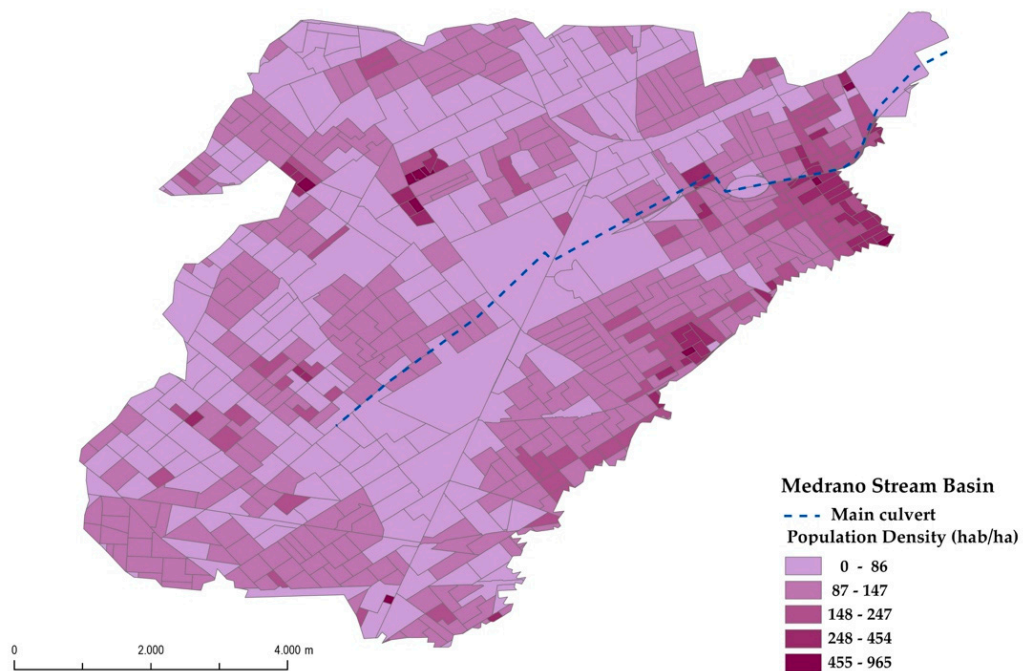 Medrano Stream Basin
Main culvert
Population Density (hab/ha)
0 - 86
87 - 147
148 - 247
248 - 454
455 - 965
0 2.000 4.000 m